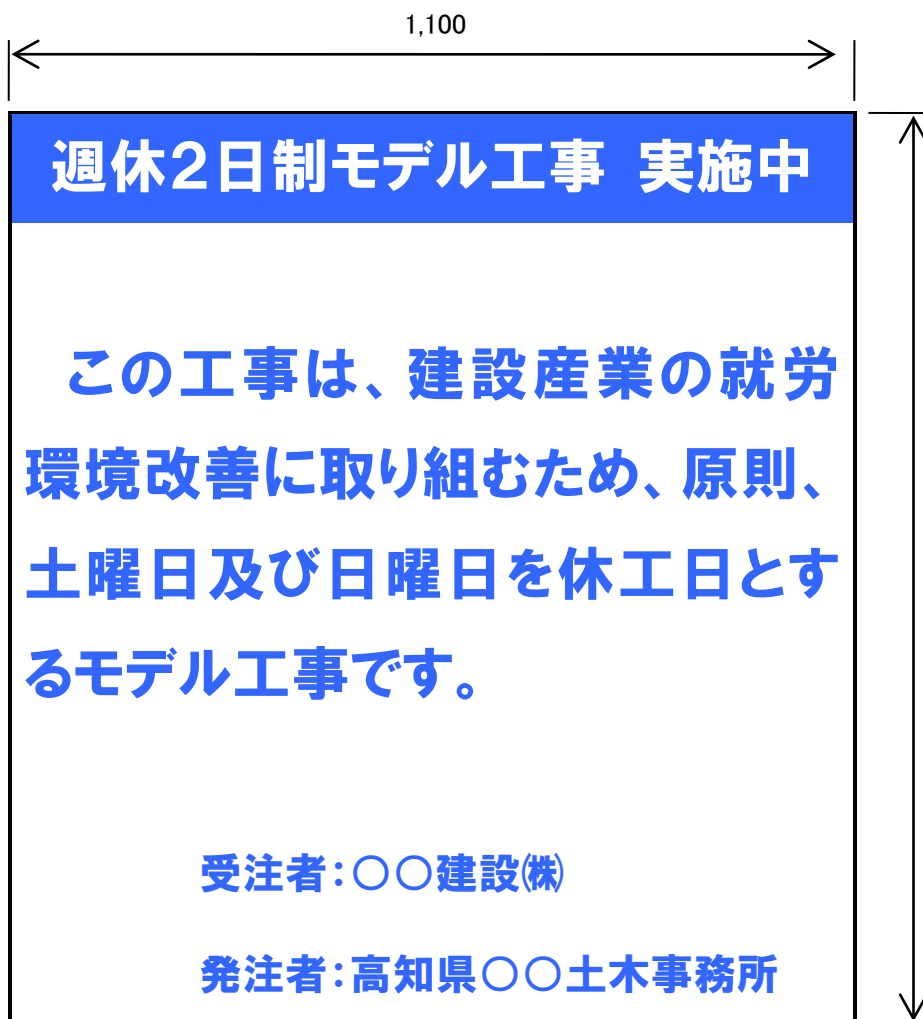 1,100
週休２日制モデル工事 実施中
この工事は、建設産業の就労
環境改善に取り組むため、原則、
土曜日及び日曜日を休工日とす
るモデル工事です。
受注者：○○建設㈱
発注者：高知県○○土木事務所